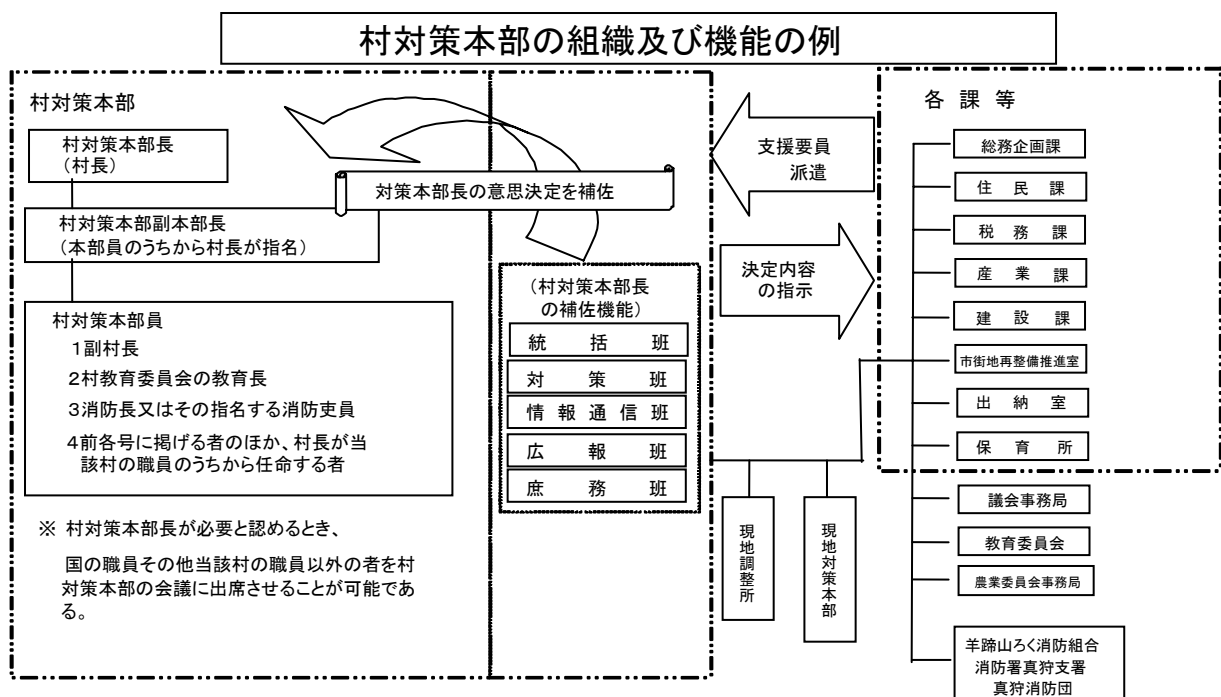 村対策本部の組織及び機能の例
村対策本部
村対策本部長
(村長)
対策本部長の意思決定を補佐
村対策本部副本部長
(本部員のうちから村長が指名)
村対策本部員
1副村長
2村教育委員会の教育長
3消防長又はその指名する消防吏員
4前各号に掲げる者のほか、村長が当
該村の職員のうちから任命する者
※ 村対策本部長が必要と認めるとき、
国の職員その他当該村の職員以外の者を村
対策本部の会議に出席させることが可能であ
る。
(村対策本部長
の補佐機能)
統括班
対策班
情報通信班
広報班
庶務班
支援要員
派遣
決定内容
の指示
現地調整所
現地対策本部
各課等
総務企画課
住民課
税務課
産業課
建設課
市街地再整備推進室
出納室
保育所
議会事務局
教育委員会
農業委員会事務局
羊蹄山ろく消防組合
消防署真狩支署
真狩消防団